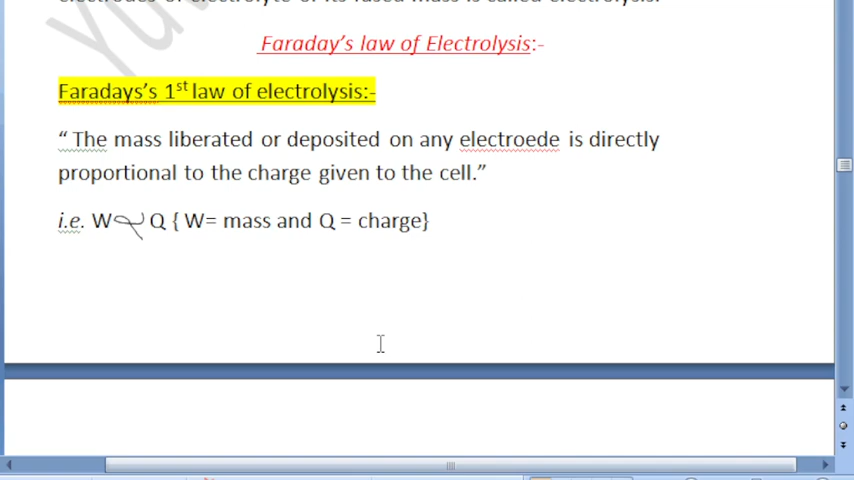 Faraday's law of Electrolysis:-
Faradays's 1st law of electrolysis:-
“ The mass liberated or deposited on any electroede is directly
proportional to the charge given to the cell.”
i.e. W∝Q { W= mass and Q = charge}